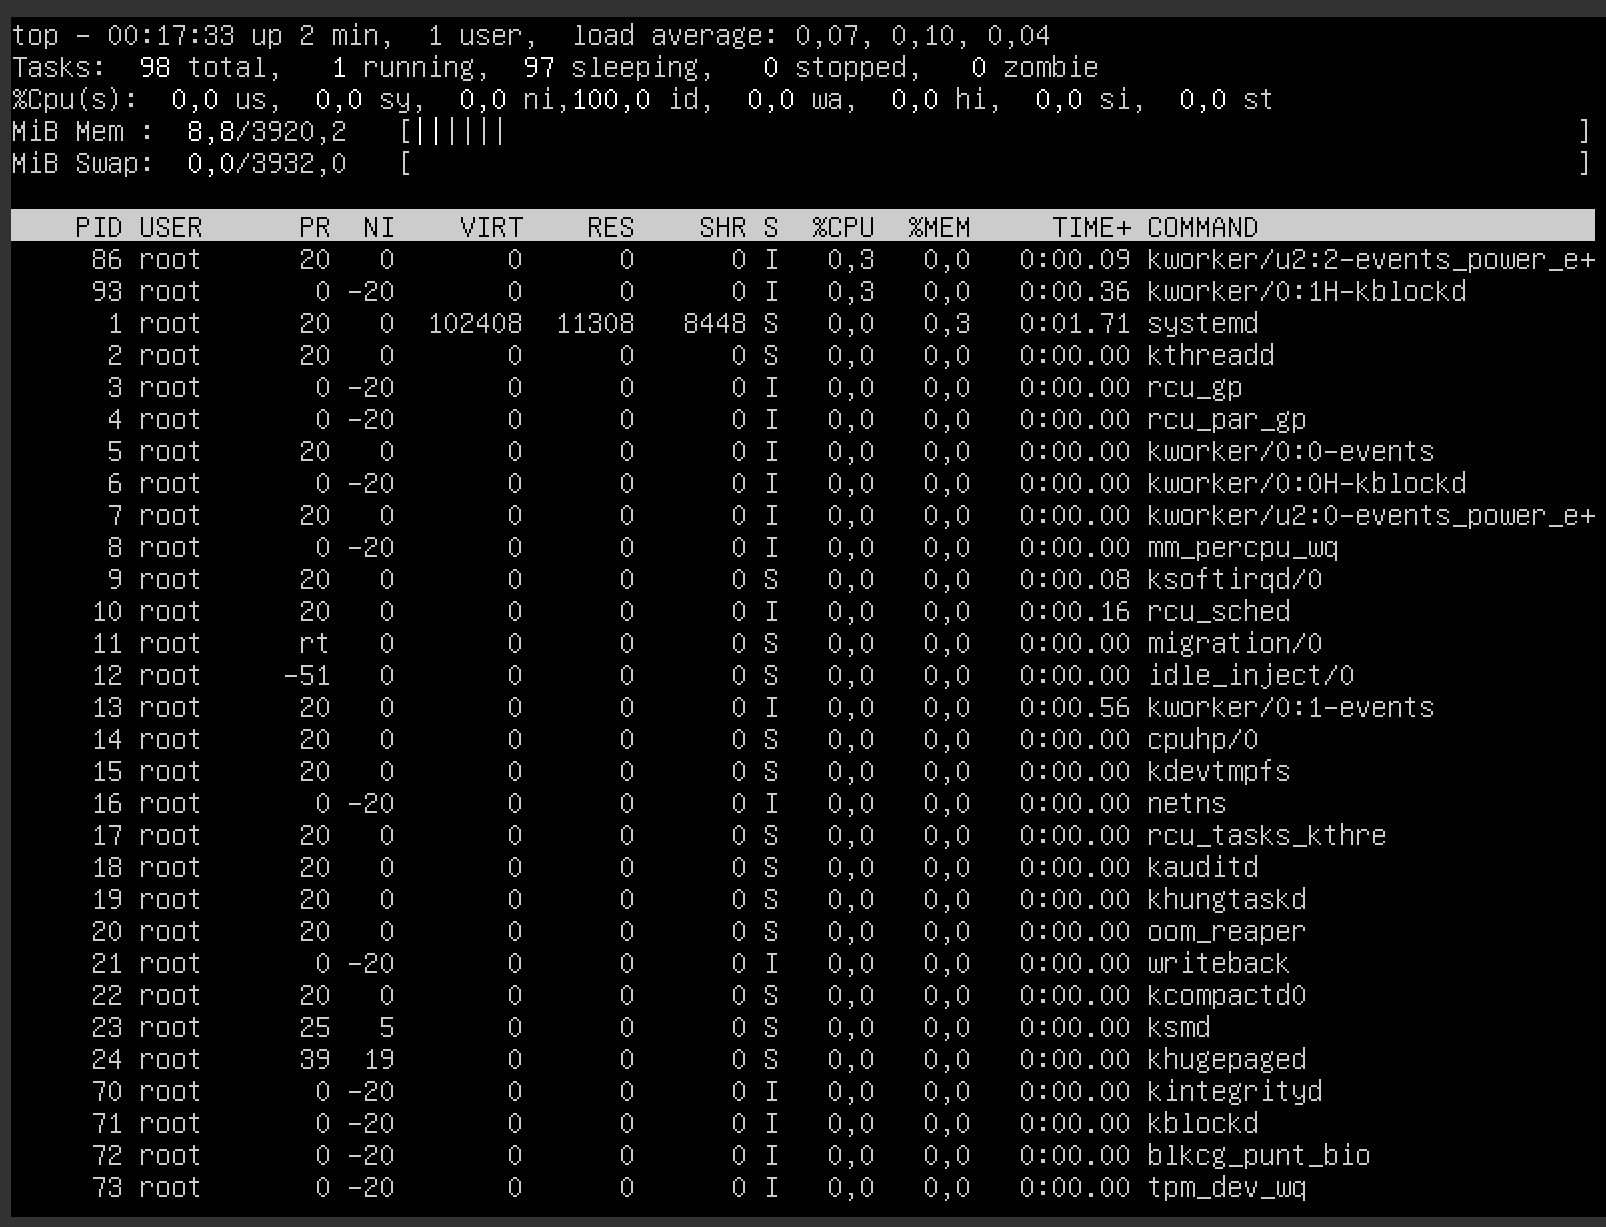 top - 00:17:33 up 2 min,  1 user,  load average: 0,07, 0,10, 0,04
Tasks:  98 total,   1 running,  97 sleeping,   0 stopped,   0 zombie
%Cpu(s):  0,0 us,  0,0 sy,  0,0 ni,100,0 id,  0,0 wa,  0,0 hi,  0,0 si,  0,0 st
MiB Mem :  8,8/3920,2   [|||||| ]
MiB Swap:  0,0/3932,0   [ ]
PID USER PR NI VIRT RES SHR S %CPU %MEM TIME+ COMMAND
86 root 20 0 0 0 0 I 0,3 0,0 0:00.09 kworker/u2:2-events_power_e+
93 root 0 -20 0 0 0 I 0,3 0,0 0:00.36 kworker/0:1H-kblockd
1 root 20 0 102408 11308 8448 S 0,0 0,3 0:01.71 systemd
2 root 20 0 0 0 0 S 0,0 0,0 0:00.00 kthreadd
3 root 0 -20 0 0 0 I 0,0 0,0 0:00.00 rcu_gp
4 root 0 -20 0 0 0 I 0,0 0,0 0:00.00 rcu_par_gp
5 root 20 0 0 0 0 I 0,0 0,0 0:00.00 kworker/0:0-events
6 root 0 -20 0 0 0 I 0,0 0,0 0:00.00 kworker/0:0H-kblockd
7 root 20 0 0 0 0 I 0,0 0,0 0:00.00 kworker/u2:0-events_power_e+
8 root 0 -20 0 0 0 I 0,0 0,0 0:00.00 mm_percpu_wq
9 root 20 0 0 0 0 S 0,0 0,0 0:00.08 ksoftirqd/0
10 root 20 0 0 0 0 I 0,0 0,0 0:00.16 rcu_sched
11 root rt 0 0 0 0 S 0,0 0,0 0:00.00 migration/0
12 root -51 0 0 0 0 S 0,0 0,0 0:00.00 idle_inject/0
13 root 20 0 0 0 0 I 0,0 0,0 0:00.56 kworker/0:1-events
14 root 20 0 0 0 0 S 0,0 0,0 0:00.00 cpuhp/0
15 root 20 0 0 0 0 S 0,0 0,0 0:00.00 kdevtmpfs
16 root 0 -20 0 0 0 I 0,0 0,0 0:00.00 netns
17 root 20 0 0 0 0 S 0,0 0,0 0:00.00 rcu_tasks_kthre
18 root 20 0 0 0 0 S 0,0 0,0 0:00.00 kauditd
19 root 20 0 0 0 0 S 0,0 0,0 0:00.00 khungtaskd
20 root 20 0 0 0 0 S 0,0 0,0 0:00.00 oom_reaper
21 root 0 -20 0 0 0 I 0,0 0,0 0:00.00 writeback
22 root 20 0 0 0 0 S 0,0 0,0 0:00.00 kcompactd0
23 root 25 5 0 0 0 S 0,0 0,0 0:00.00 ksmd
24 root 39 19 0 0 0 S 0,0 0,0 0:00.00 khugepaged
70 root 0 -20 0 0 0 I 0,0 0,0 0:00.00 kintegrityd
71 root 0 -20 0 0 0 I 0,0 0,0 0:00.00 kblockd
72 root 0 -20 0 0 0 I 0,0 0,0 0:00.00 blkcg_punt_bio
73 root 0 -20 0 0 0 I 0,0 0,0 0:00.00 tpm_dev_wq